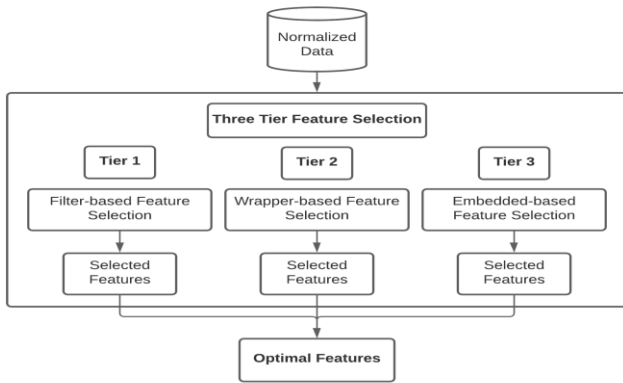 Normalized
Data
Three Tier Feature Selection
Tier 1
Tier 2
Tier 3
Filter-based Feature
Selection
Wrapper-based Feature
Selection
Embedded-based
Feature Selection
Selected
Features
Selected
Features
Selected
Features
Optimal Features